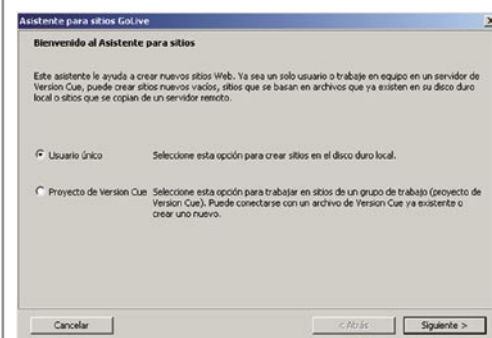 Asistente para sitios GoLive
Bienvenido al Asistente para sitios
Este asistente le ayuda a crear nuevos sitios Web. Ya sea un solo usuario o trabaje en equipo en un servidor de
Version Cue, puede crear sitios nuevos vacíos, sitios que se basan en archivos que ya existen en su disco duro
local o sitios que se copian de un servidor remoto.
Usuario único Seleccione esta opción para crear sitios en el disco duro local.
Proyecto de Version Cue Seleccione esta opción para trabajar en sitios de un grupo de trabajo (proyecto de
Version Cue). Puede conectarse con un archivo de Version Cue ya existente o
crear uno nuevo.
Cancelar < Atrás Siguiente >